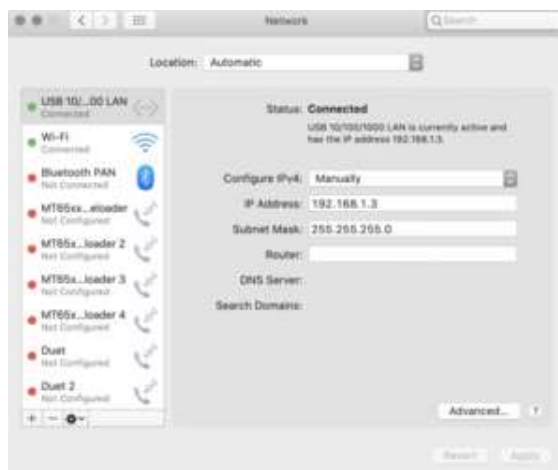 Network
Search
Location: Automatic
USB 10/...00 LAN
Connected
Wi-Fi
Connected
Bluetooth PAN
Not Connected
MT65xx...eloader
Not Configured
MT65x...loader 2
Not Configured
MT65x...loader 3
Not Configured
MT65x...loader 4
Not Configured
Duet
Not Configured
Duet 2
Not Configured
Status: Connected
USB 10/100/1000 LAN is currently active and
has the IP address 192.168.1.3.
Configure IPv4: Manually
IP Address: 192.168.1.3
Subnet Mask: 255.255.255.0
Router:
DNS Server:
Search Domains:
Advanced...
?
Revert
Apply